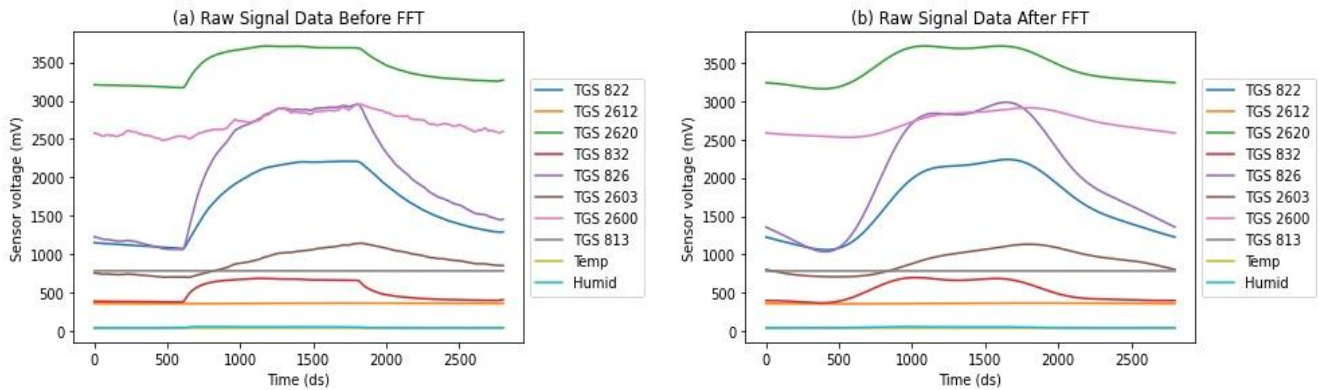 (a) Raw Signal Data Before FFT
Sensor voltage (mV)
3500
3000
2500
2000
1500
1000
500
0
0 500 1000 1500 2000 2500
Time (ds)
TGS 822
TGS 2612
TGS 2620
TGS 832
TGS 826
TGS 2603
TGS 2600
TGS 813
Temp
Humid
(b) Raw Signal Data After FFT
Sensor voltage (mV)
3500
3000
2500
2000
1500
1000
500
0
0 500 1000 1500 2000 2500
Time (ds)
TGS 822
TGS 2612
TGS 2620
TGS 832
TGS 826
TGS 2603
TGS 2600
TGS 813
Temp
Humid